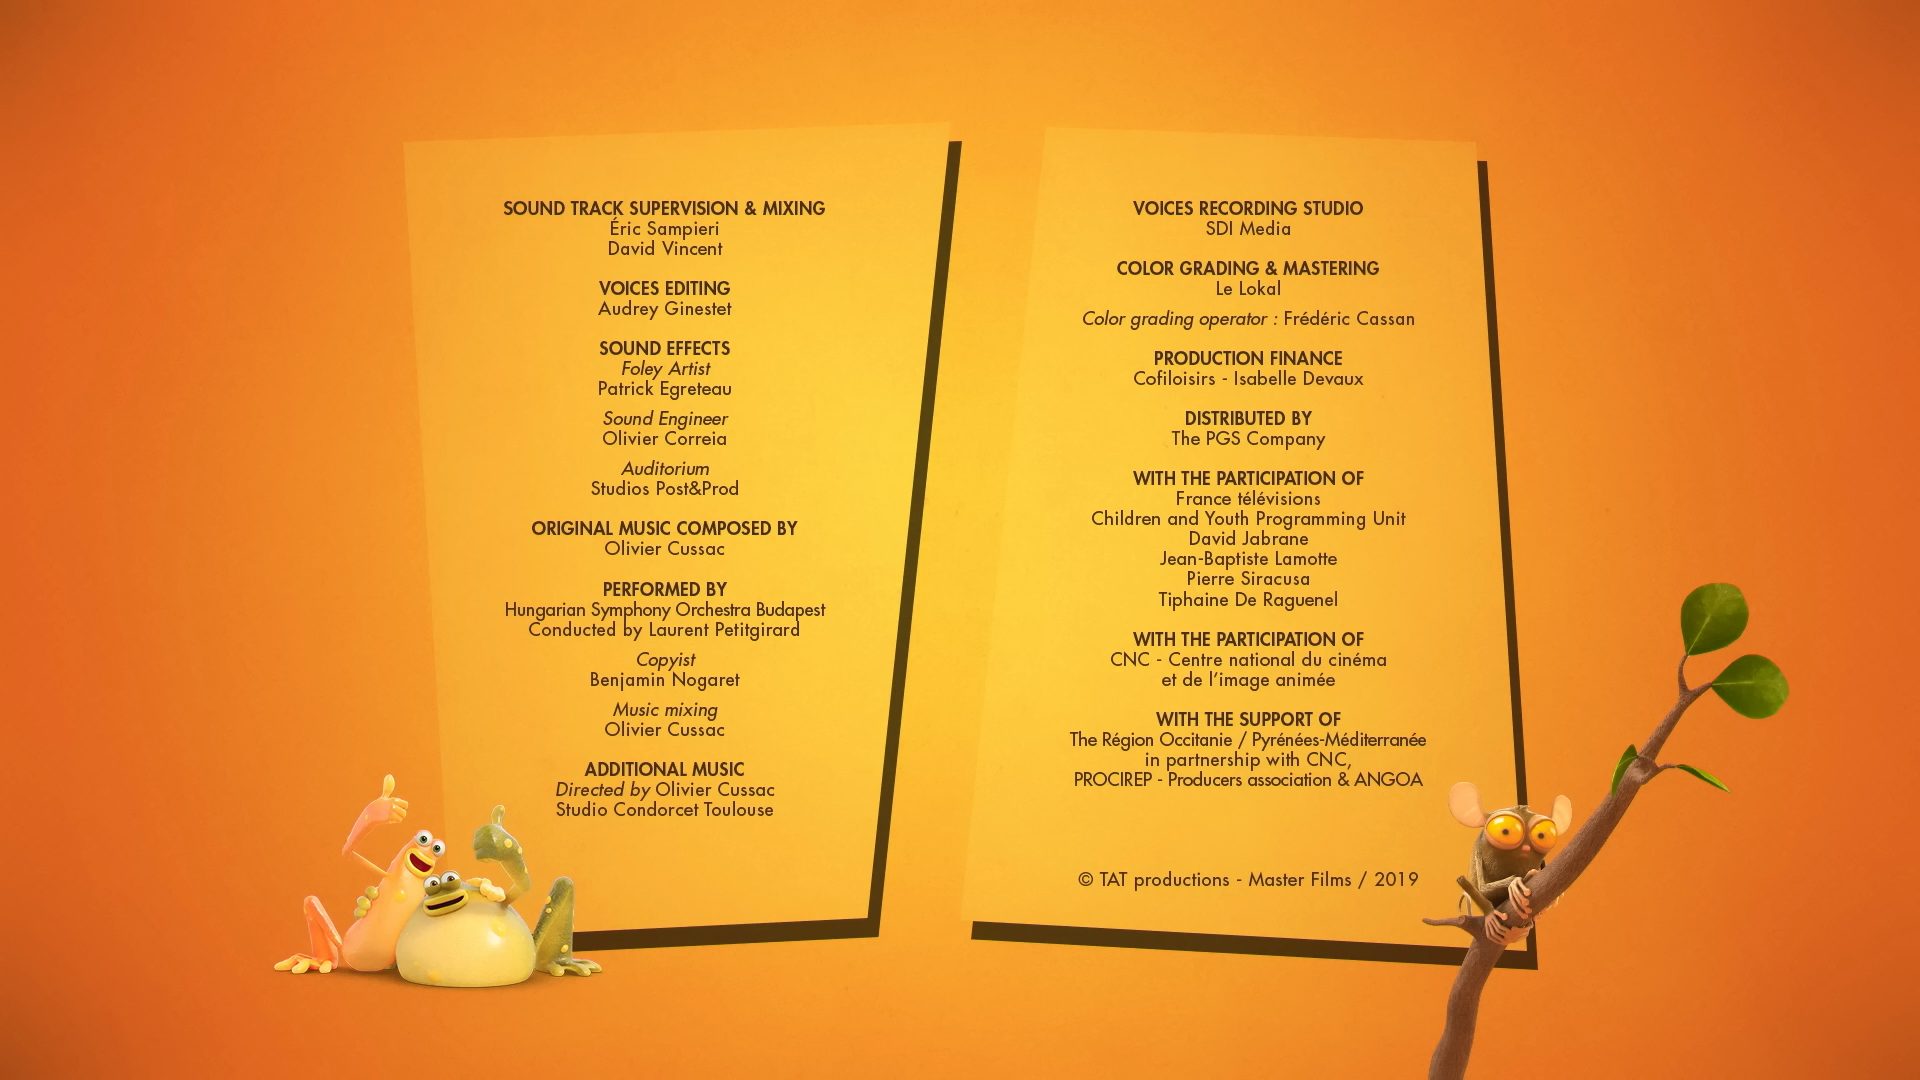 SOUND TRACK SUPERVISION & MIXING
Éric Sampieri
David Vincent
VOICES EDITING
Audrey Ginestet
SOUND EFFECTS
Foley Artist
Patrick Egreteau
Sound Engineer
Olivier Correia
Auditorium
Studios Post&Prod
ORIGINAL MUSIC COMPOSED BY
Olivier Cussac
PERFORMED BY
Hungarian Symphony Orchestra Budapest
Conducted by Laurent Petitgirard
Copyist
Benjamin Nogaret
Music mixing
Olivier Cussac
ADDITIONAL MUSIC
Directed by Olivier Cussac
Studio Condorcet Toulouse
VOICES RECORDING STUDIO
SDI Media
COLOR GRADING & MASTERING
Le Lokal
Color grading operator : Frédéric Cassan
PRODUCTION FINANCE
Cofiloisirs - Isabelle Devaux
DISTRIBUTED BY
The PGS Company
WITH THE PARTICIPATION OF
France télévisions
Children and Youth Programming Unit
David Jabrane
Jean-Baptiste Lamotte
Pierre Siracusa
Tiphaine De Raguenel
WITH THE PARTICIPATION OF
CNC - Centre national du cinéma
et de l'image animée
WITH THE SUPPORT OF
The Région Occitanie / Pyrénées-Méditerranée
in partnership with CNC,
PROCIREP - Producers association & ANGOA
© TAT productions - Master Films / 2019